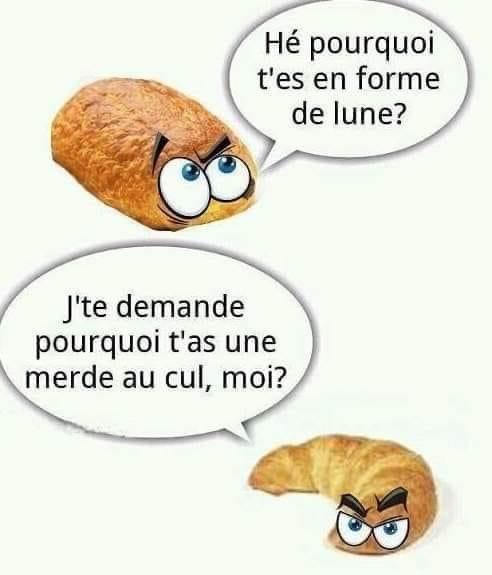 Hé pourquoi
t'es en forme
de lune?
J'te demande
pourquoi t'as une
merde au cul, moi?